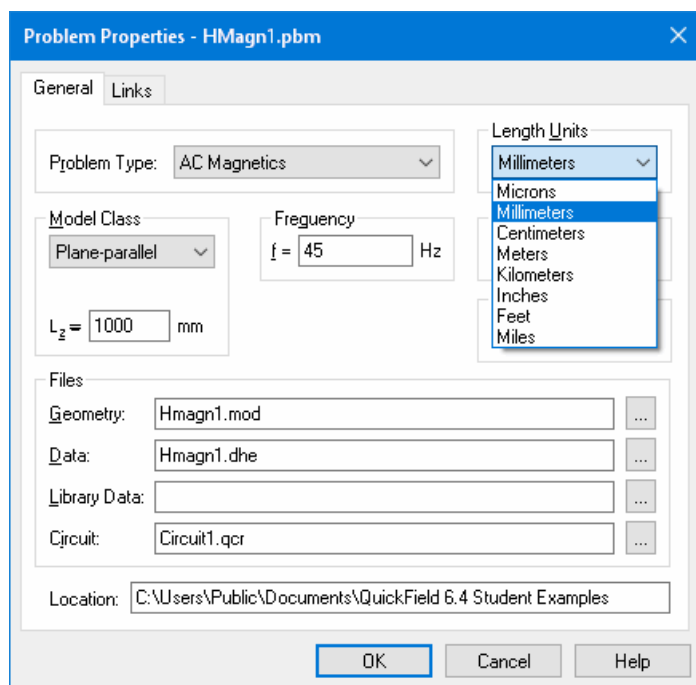 Problem Properties - HMagn1.pbm
General
Links
Problem Type:
AC Magnetics
Length Units
Millimeters
Microns
Millimeters
Centimeters
Meters
Kilometers
Inches
Feet
Miles
Model Class
Plane-parallel
Lz = 1000 mm
Freguency
f = 45 Hz
Files
Geometry: Hmagn1.mod ...
Data: Hmagn1.dhe ...
Library Data: ...
Circuit: Circuit1.qcr ...
Location: C:\Users\Public\Documents\QuickField 6.4 Student Examples
OK
Cancel
Help